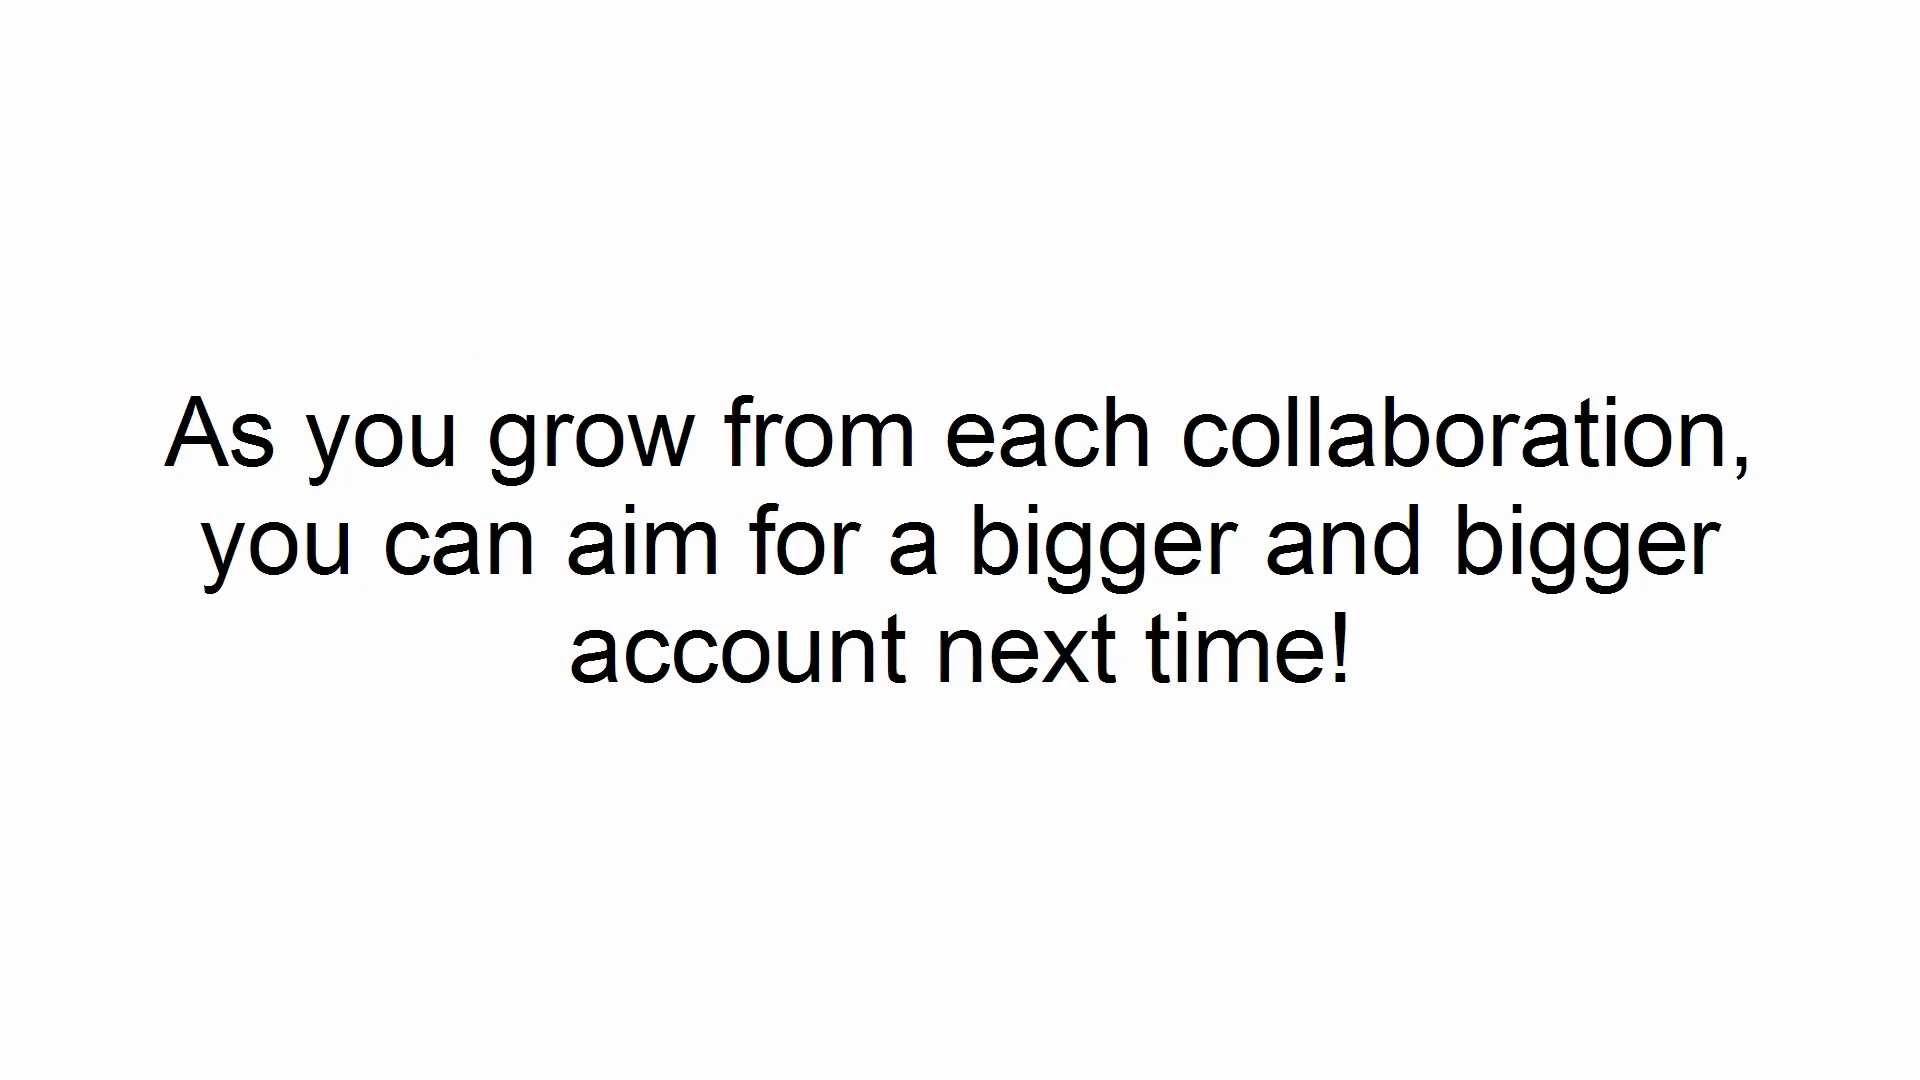 As you grow from each collaboration,
you can aim for a bigger and bigger
account next time!